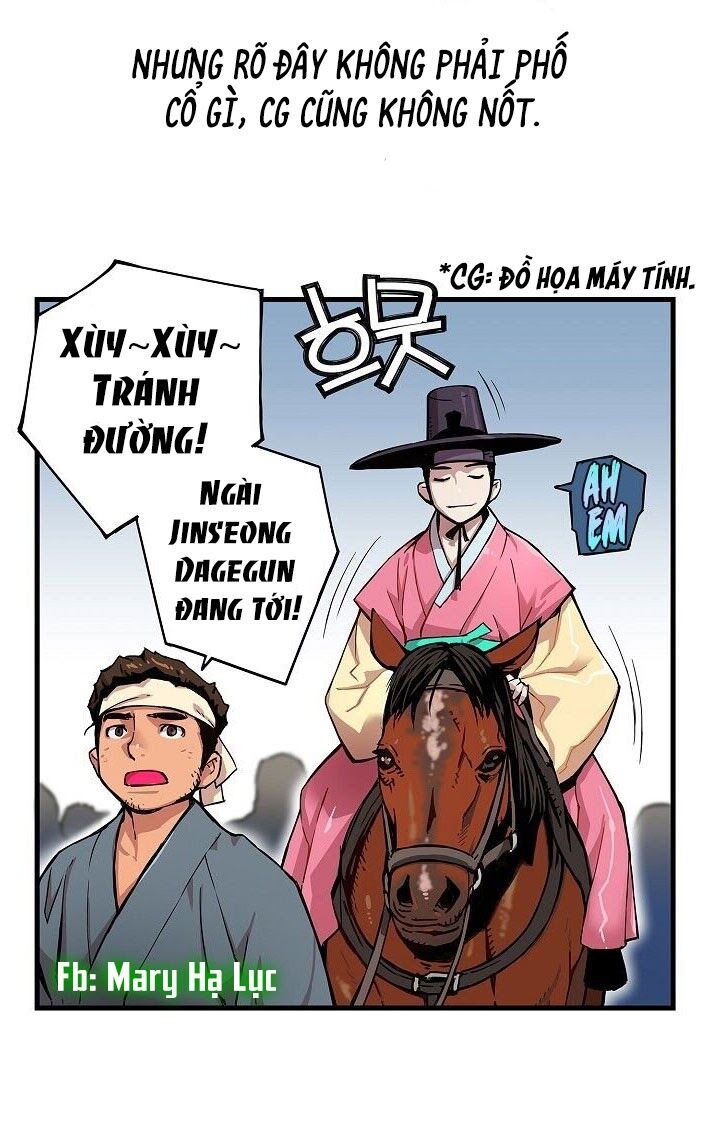 NHƯNG RÕ ĐÂY KHÔNG PHẢI PHỐ
CỔ GÌ, CG CŨNG KHÔNG NỐT.
*CG: ĐỒ HỌA MÁY TÍNH.
흐뭇
XÙY~XÙY~
TRÁNH
ĐƯỜNG!
NGÀI
JINSEONG
DAGEGUN
ĐANG TỚI!
AH
EM
Fb: Mary Hạ Lục